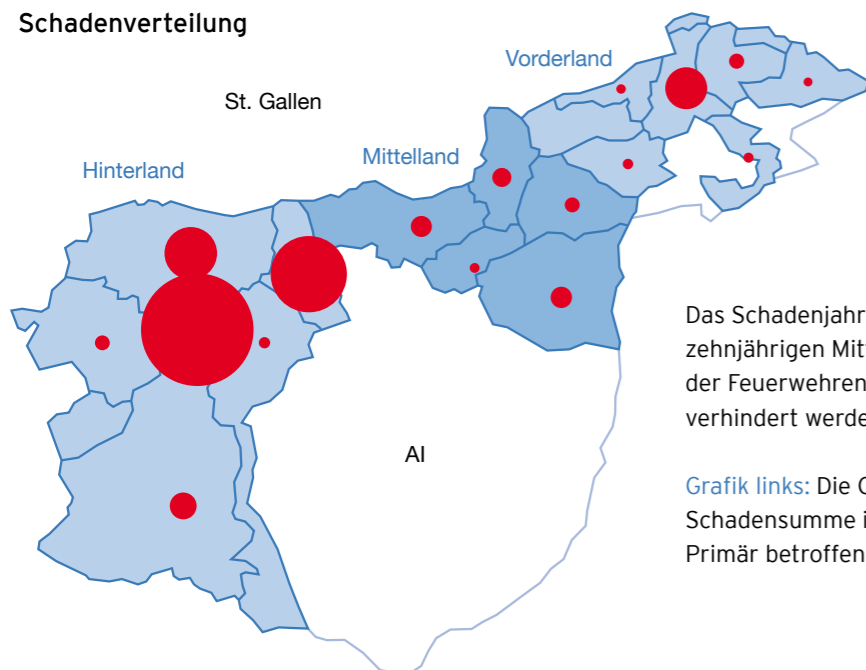 Schadenverteilung
Vorderland
St. Gallen
Mittelland
Hinterland
AI
Das Schadenjahr
zehnjährigen Mit
der Feuerwehren
verhindert werde
Grafik links: Die
Schadensumme i
Primär betroffen